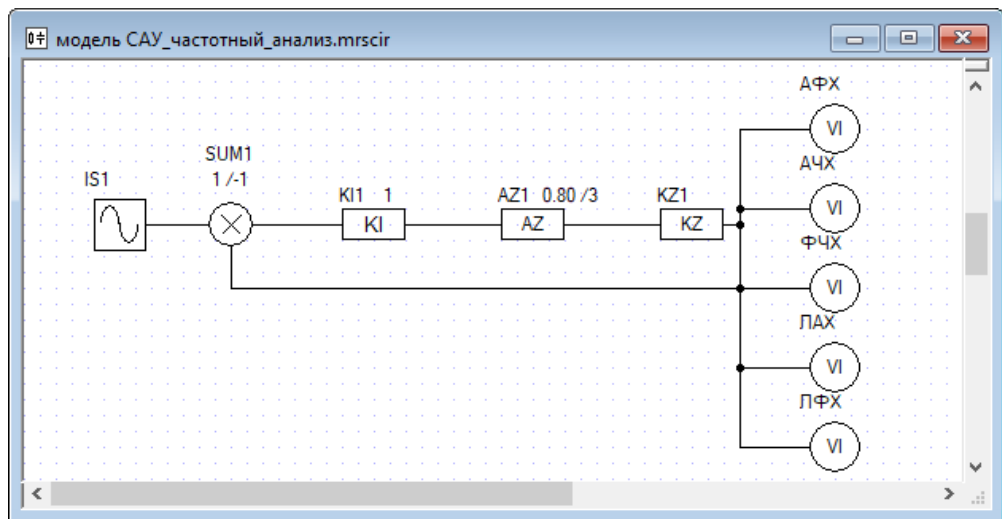 модель САУ_частотный_анализ.mrscir
АФХ
VI
SUM1
1 /-1
IS1
KI1 1
KI
AZ1 0.80 /3
AZ
KZ1
KZ
АЧХ
VI
ФЧХ
VI
ЛАХ
VI
ЛФХ
VI